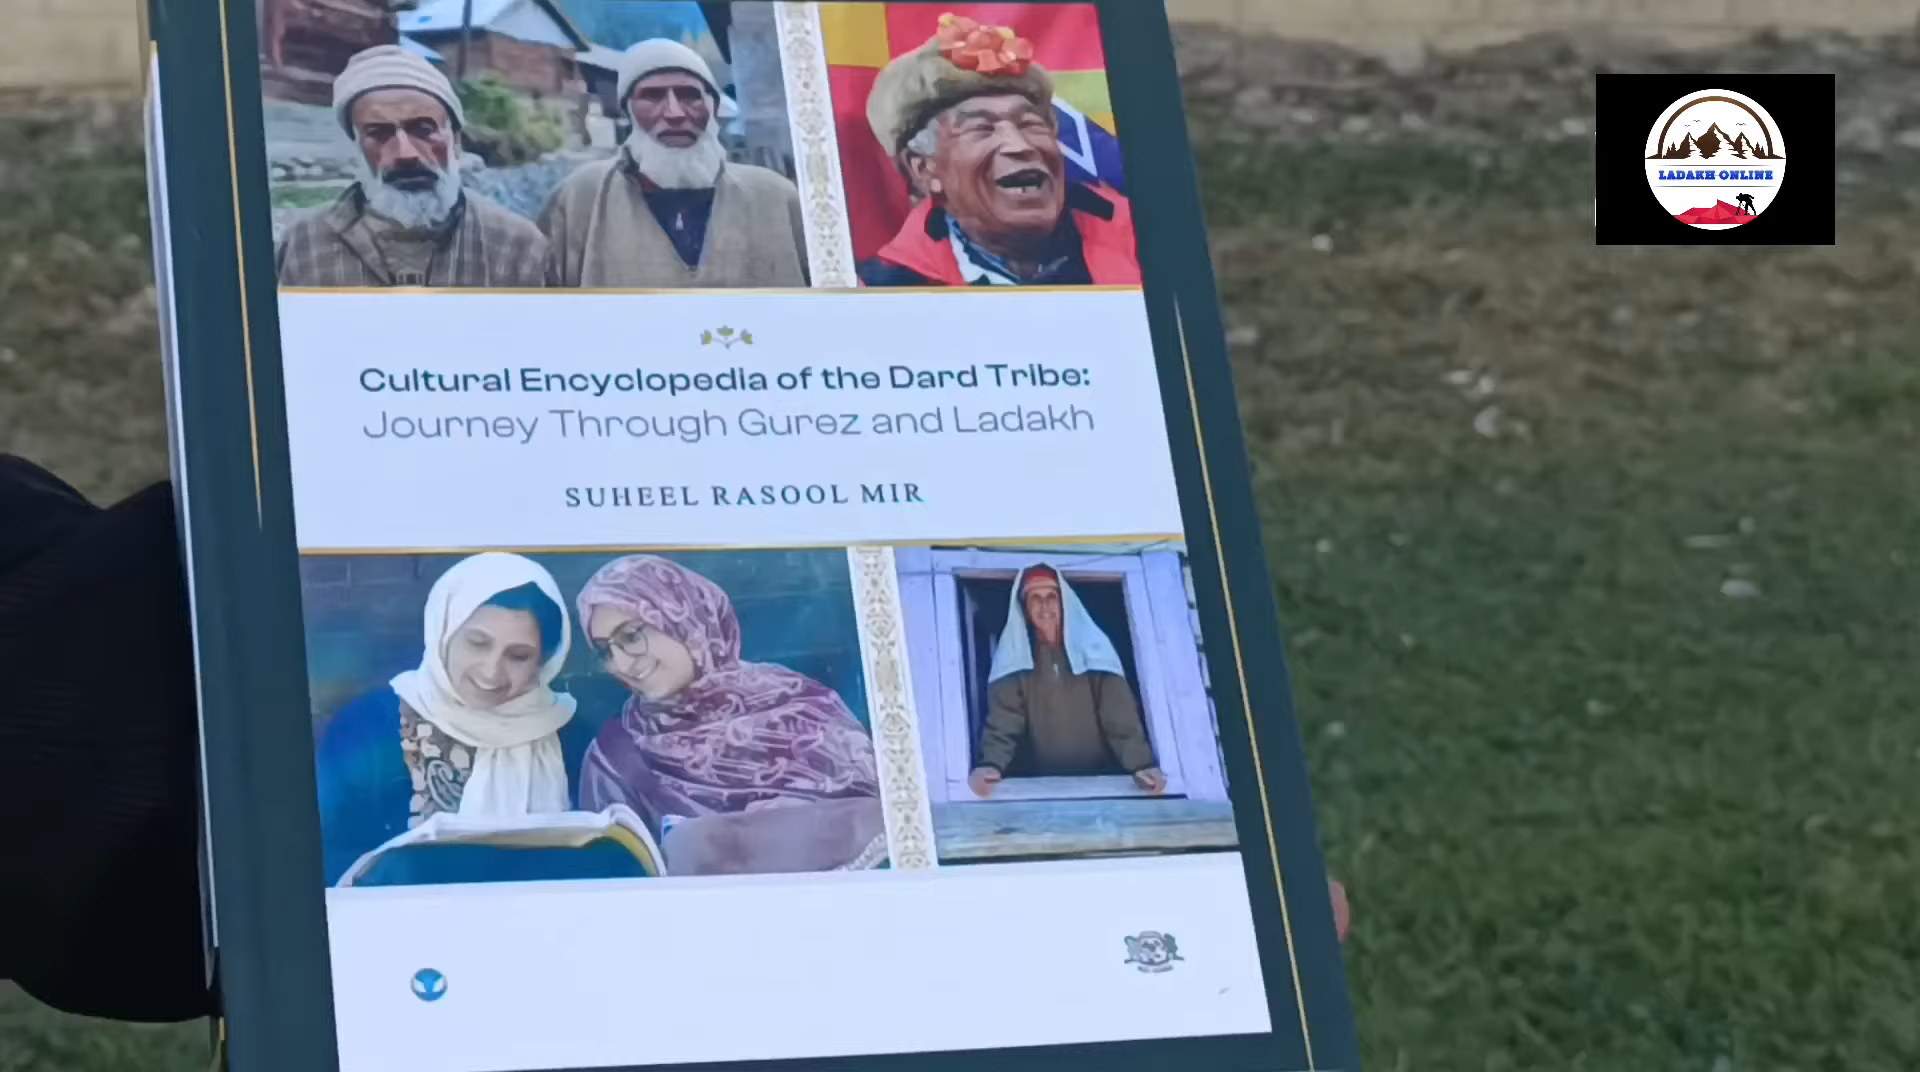 Cultural Encyclopedia of the Dard Tribe:
Journey Through Gurez and Ladakh
SUHEEL RASOOL MIR
LADAKH ONLINE